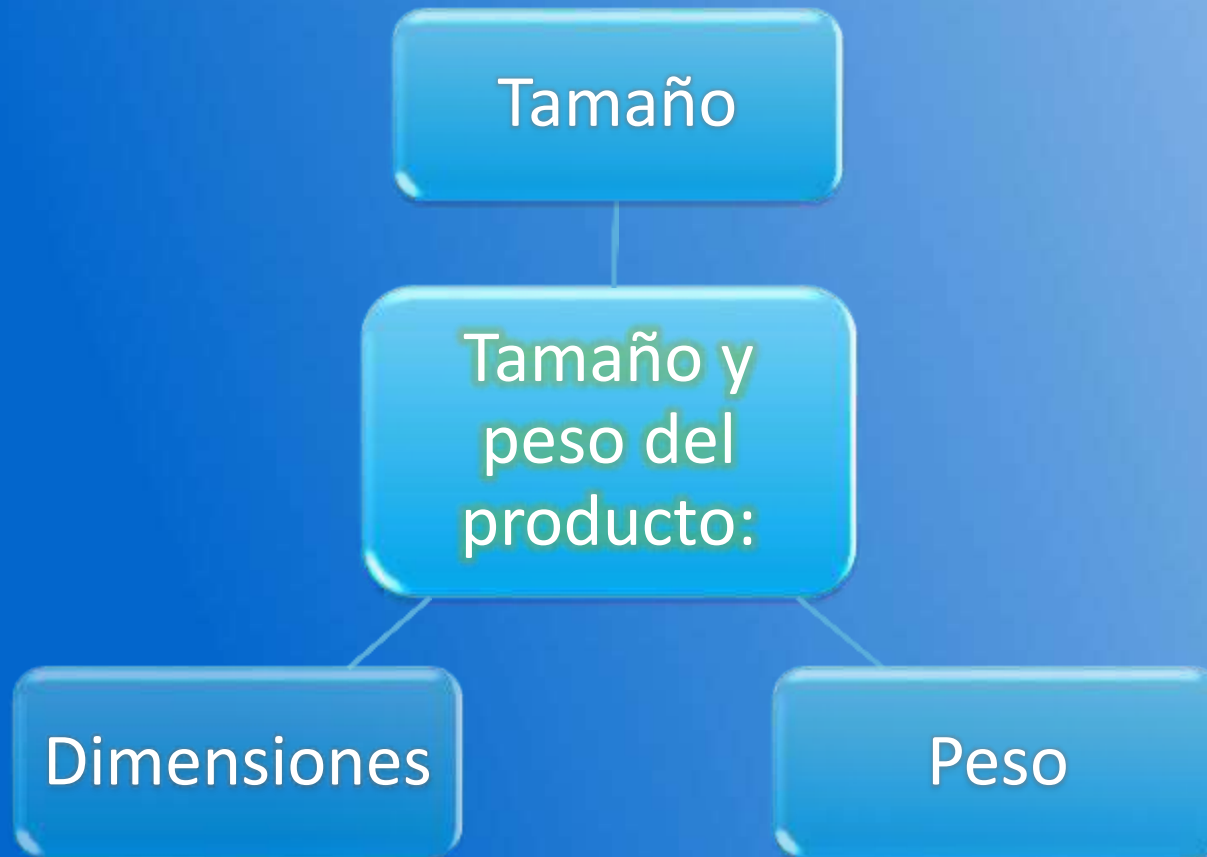 Tamaño
Tamaño y
peso del
producto:
Dimensiones
Peso